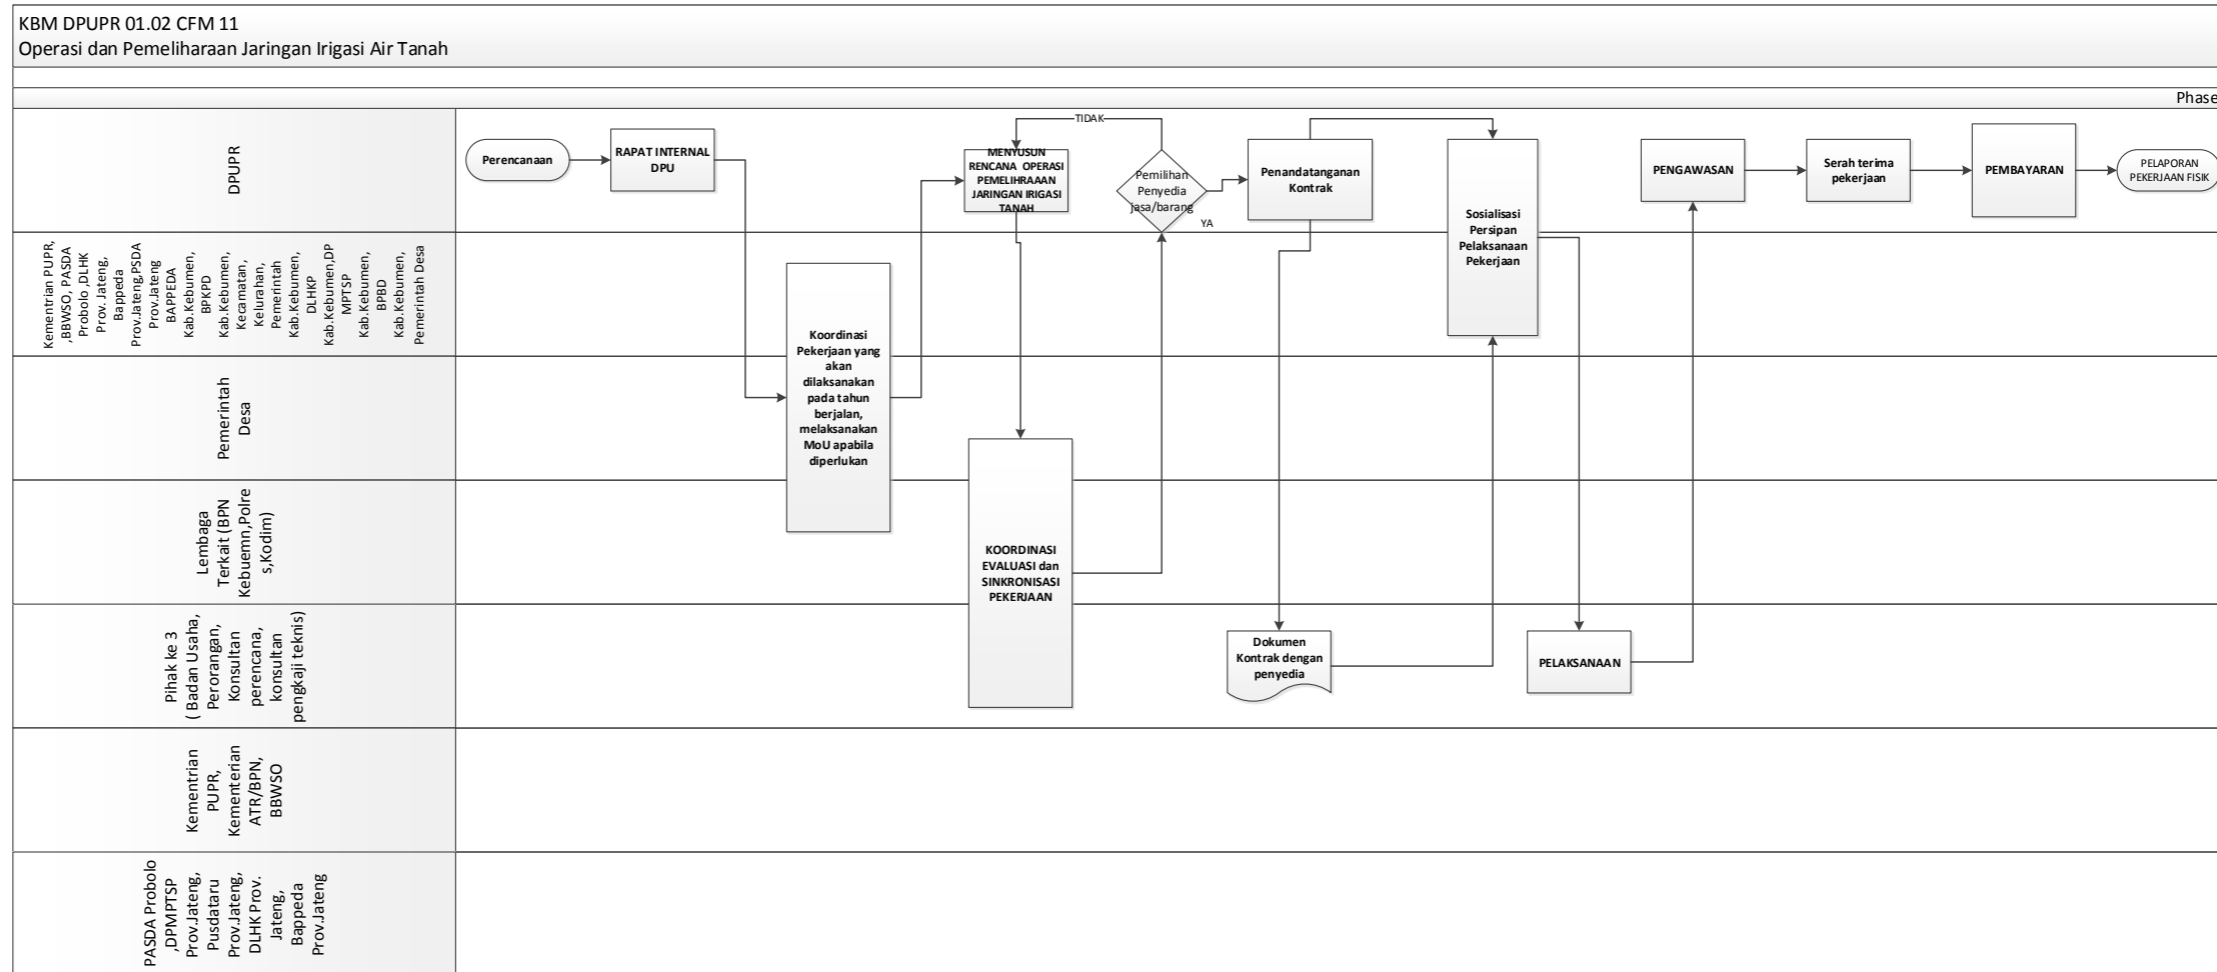 KBM DPUPR 01.02 CFM 11
Operasi dan Pemeliharaan Jaringan Irigasi Air Tanah
Phase
DPUPR
Perencanaan
RAPAT INTERNAL
DPU
MENYUSUN
RENCANA OPERASI
PEMELIHRAAAN
JARINGAN IRIGASI
TANAH
TIDAK
Pemilihan
Penyedia
jasa/barang
YA
Penandatanganan
Kontrak
Sosialisasi
Persipan
Pelaksanaan
Pekerjaan
PENGAWASAN
Serah terima
pekerjaan
PEMBAYARAN
PELAPORAN
PEKERJAAN FISIK
Kementrian PUPR,
,BBWSO, PASDA
Probolo ,DLHK
Prov. Jateng,
Bappeda
Prov.Jateng,PSDA
Prov.Jateng
BAPPEDA
Kab.Kebumen,
BPKPD
Kab.Kebumen,
Kecamatan,
Kelurahan,
Pemerintah
Kab.Kebumen,
DLHKP
Kab.Kebumen,DP
MPTSP
Kab.Kebumen,
BPBD
Kab.Kebumen,
Pemerintah Desa
Koordinasi
Pekerjaan yang
akan
dilaksanakan
pada tahun
berjalan,
melaksanakan
MoU apabila
diperlukan
Pemerintah
Desa
KOORDINASI
EVALUASI dan
SINKRONISASI
PEKERJAAN
Lembaga
Terkait (BPN
Kebuemn,Polre
s,Kodim)
Pihak ke 3
( Badan Usaha,
Perorangan,
Konsultan
perencana,
konsultan
pengkaji teknis)
Dokumen
Kontrak dengan
penyedia
PELAKSANAAN
Kementrian
PUPR,
Kementerian
ATR/BPN,
BBWSO
PASDA Probolo
,DPMPTSP
Prov.Jateng,
Pusdataru
Prov.Jateng,
DLHK Prov.
Jateng,
Bappeda
Prov.Jateng